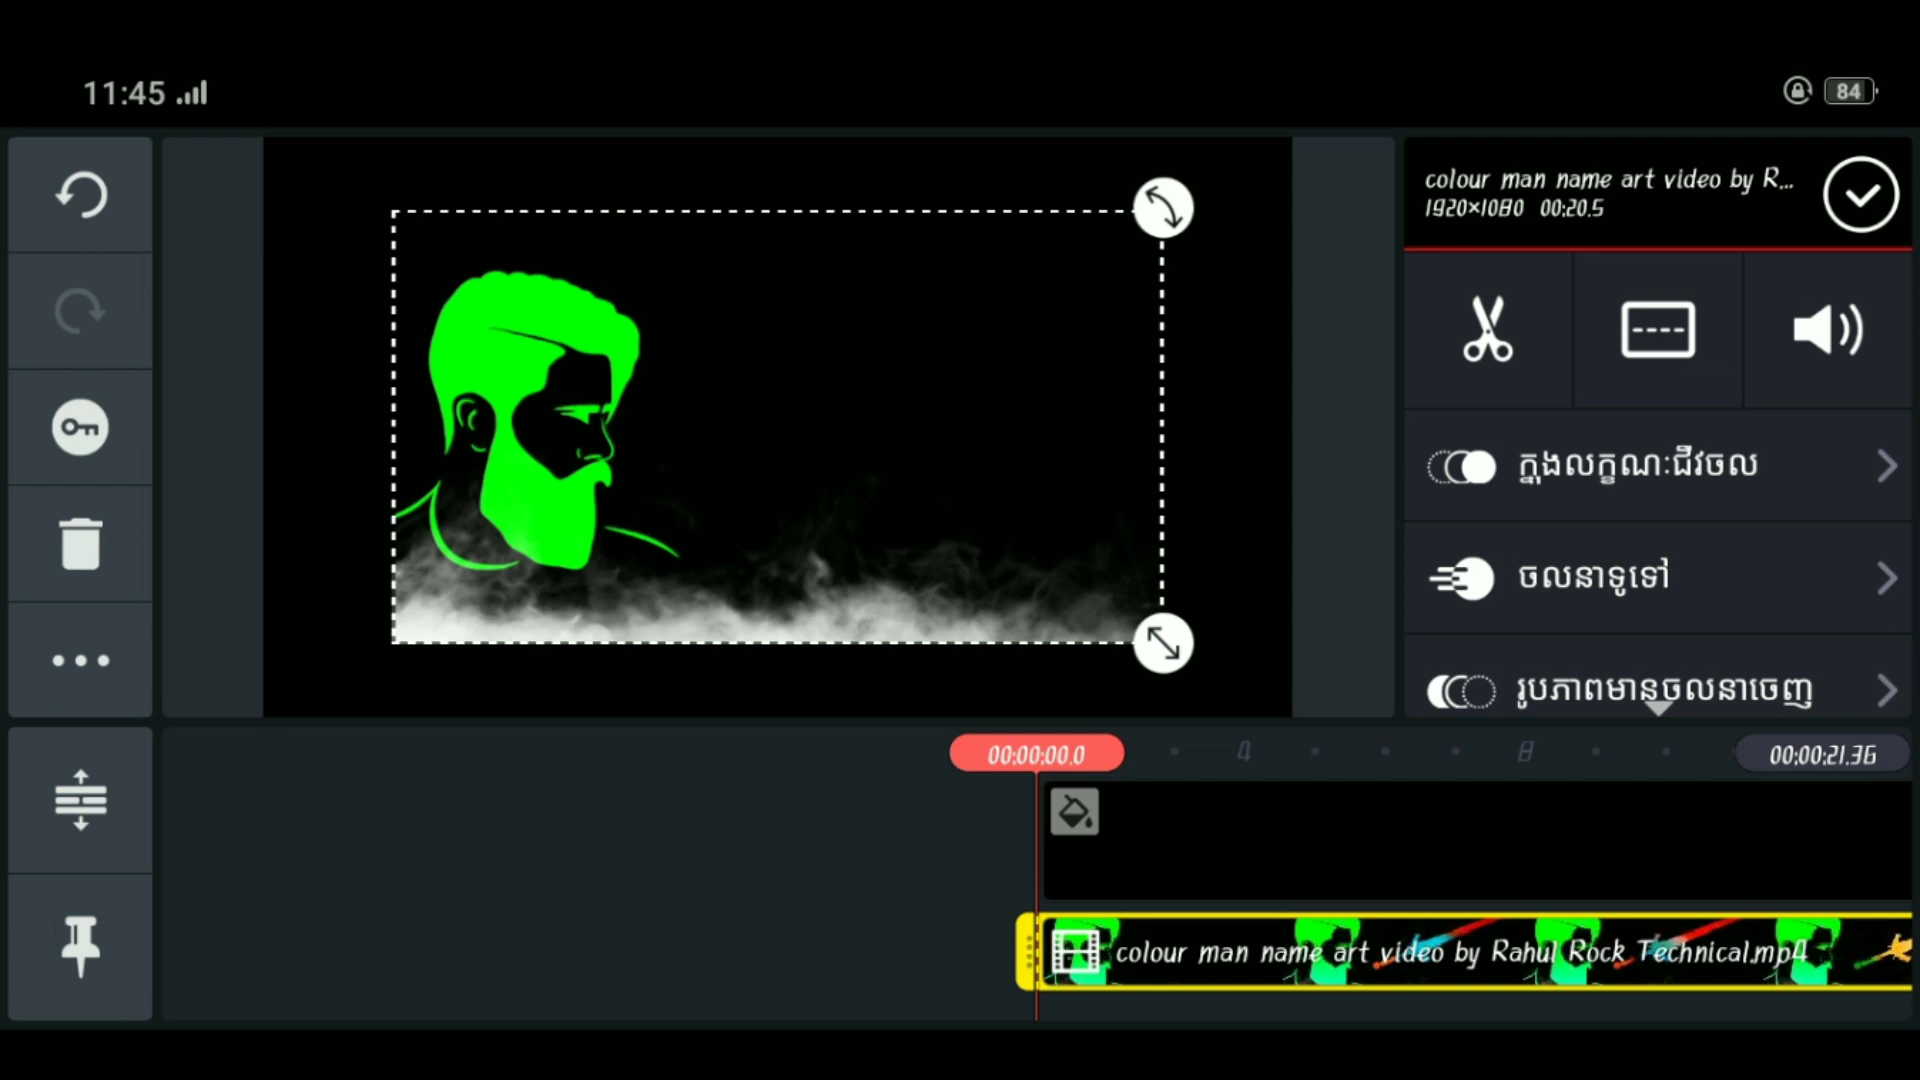 11:45
84
colour man name art video by R...
1920×1080 00:20.5
ក្នុងលក្ខណៈជីវចល
ចលនាទូទៅ
រូបភាពមានចលនាចេញ
00:00:00.0
4
8
00:00:21.36
colour man name art video by Rahul Rock Technical.mp4